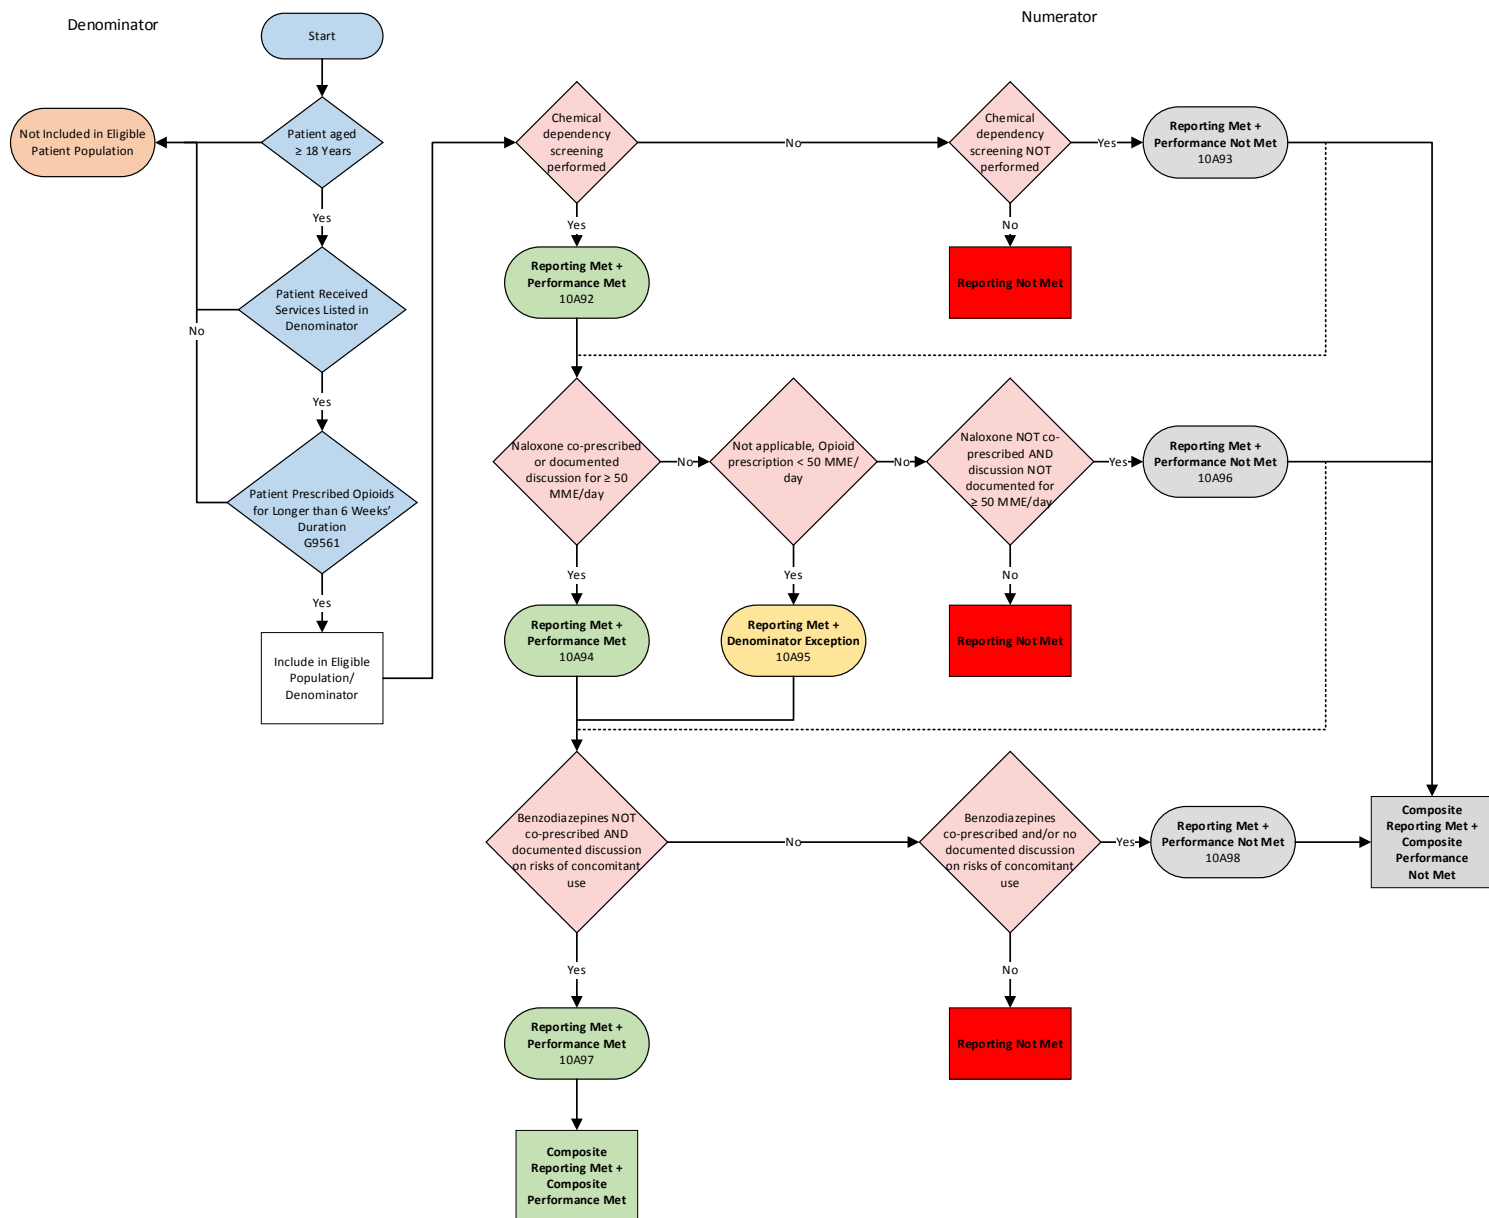 Denominator
Numerator
Start
Patient aged
≥ 18 Years
Not Included in Eligible
Patient Population
Yes
Patient Received
Services Listed in
Denominator
No
Yes
Patient Prescribed Opioids
for Longer than 6 Weeks’
Duration
G9561
Yes
Include in Eligible
Population/
Denominator
Chemical
dependency
screening
performed
No
Chemical
dependency
screening NOT
performed
Yes
Reporting Met +
Performance Not Met
10A93
Yes
No
Reporting Met +
Performance Met
10A92
Reporting Not Met
Naloxone co-prescribed
or documented
discussion for ≥ 50
MME/day
No
Not applicable, Opioid
prescription < 50 MME/
day
No
Naloxone NOT co-
prescribed AND
discussion NOT
documented for
≥ 50 MME/day
Yes
Reporting Met +
Performance Not Met
10A96
Yes
Yes
No
Reporting Met +
Performance Met
10A94
Reporting Met +
Denominator Exception
10A95
Reporting Not Met
Benzodiazepines NOT
co-prescribed AND
documented discussion
on risks of concomitant
use
No
Benzodiazepines
co-prescribed and/or no
documented discussion
on risks of concomitant
use
Yes
Reporting Met +
Performance Not Met
10A98
Composite
Reporting Met +
Composite
Performance
Not Met
Yes
No
Reporting Met +
Performance Met
10A97
Reporting Not Met
Composite
Reporting Met +
Composite
Performance Met